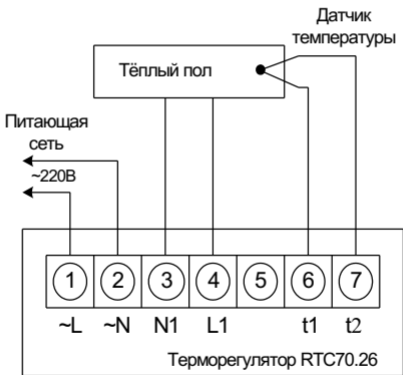 Датчик
температуры
Тёплый пол
Питающая
сеть
~220В
1 2 3 4 5 6 7
~L ~N N1 L1 t1 t2
Терморегулятор RTC70.26